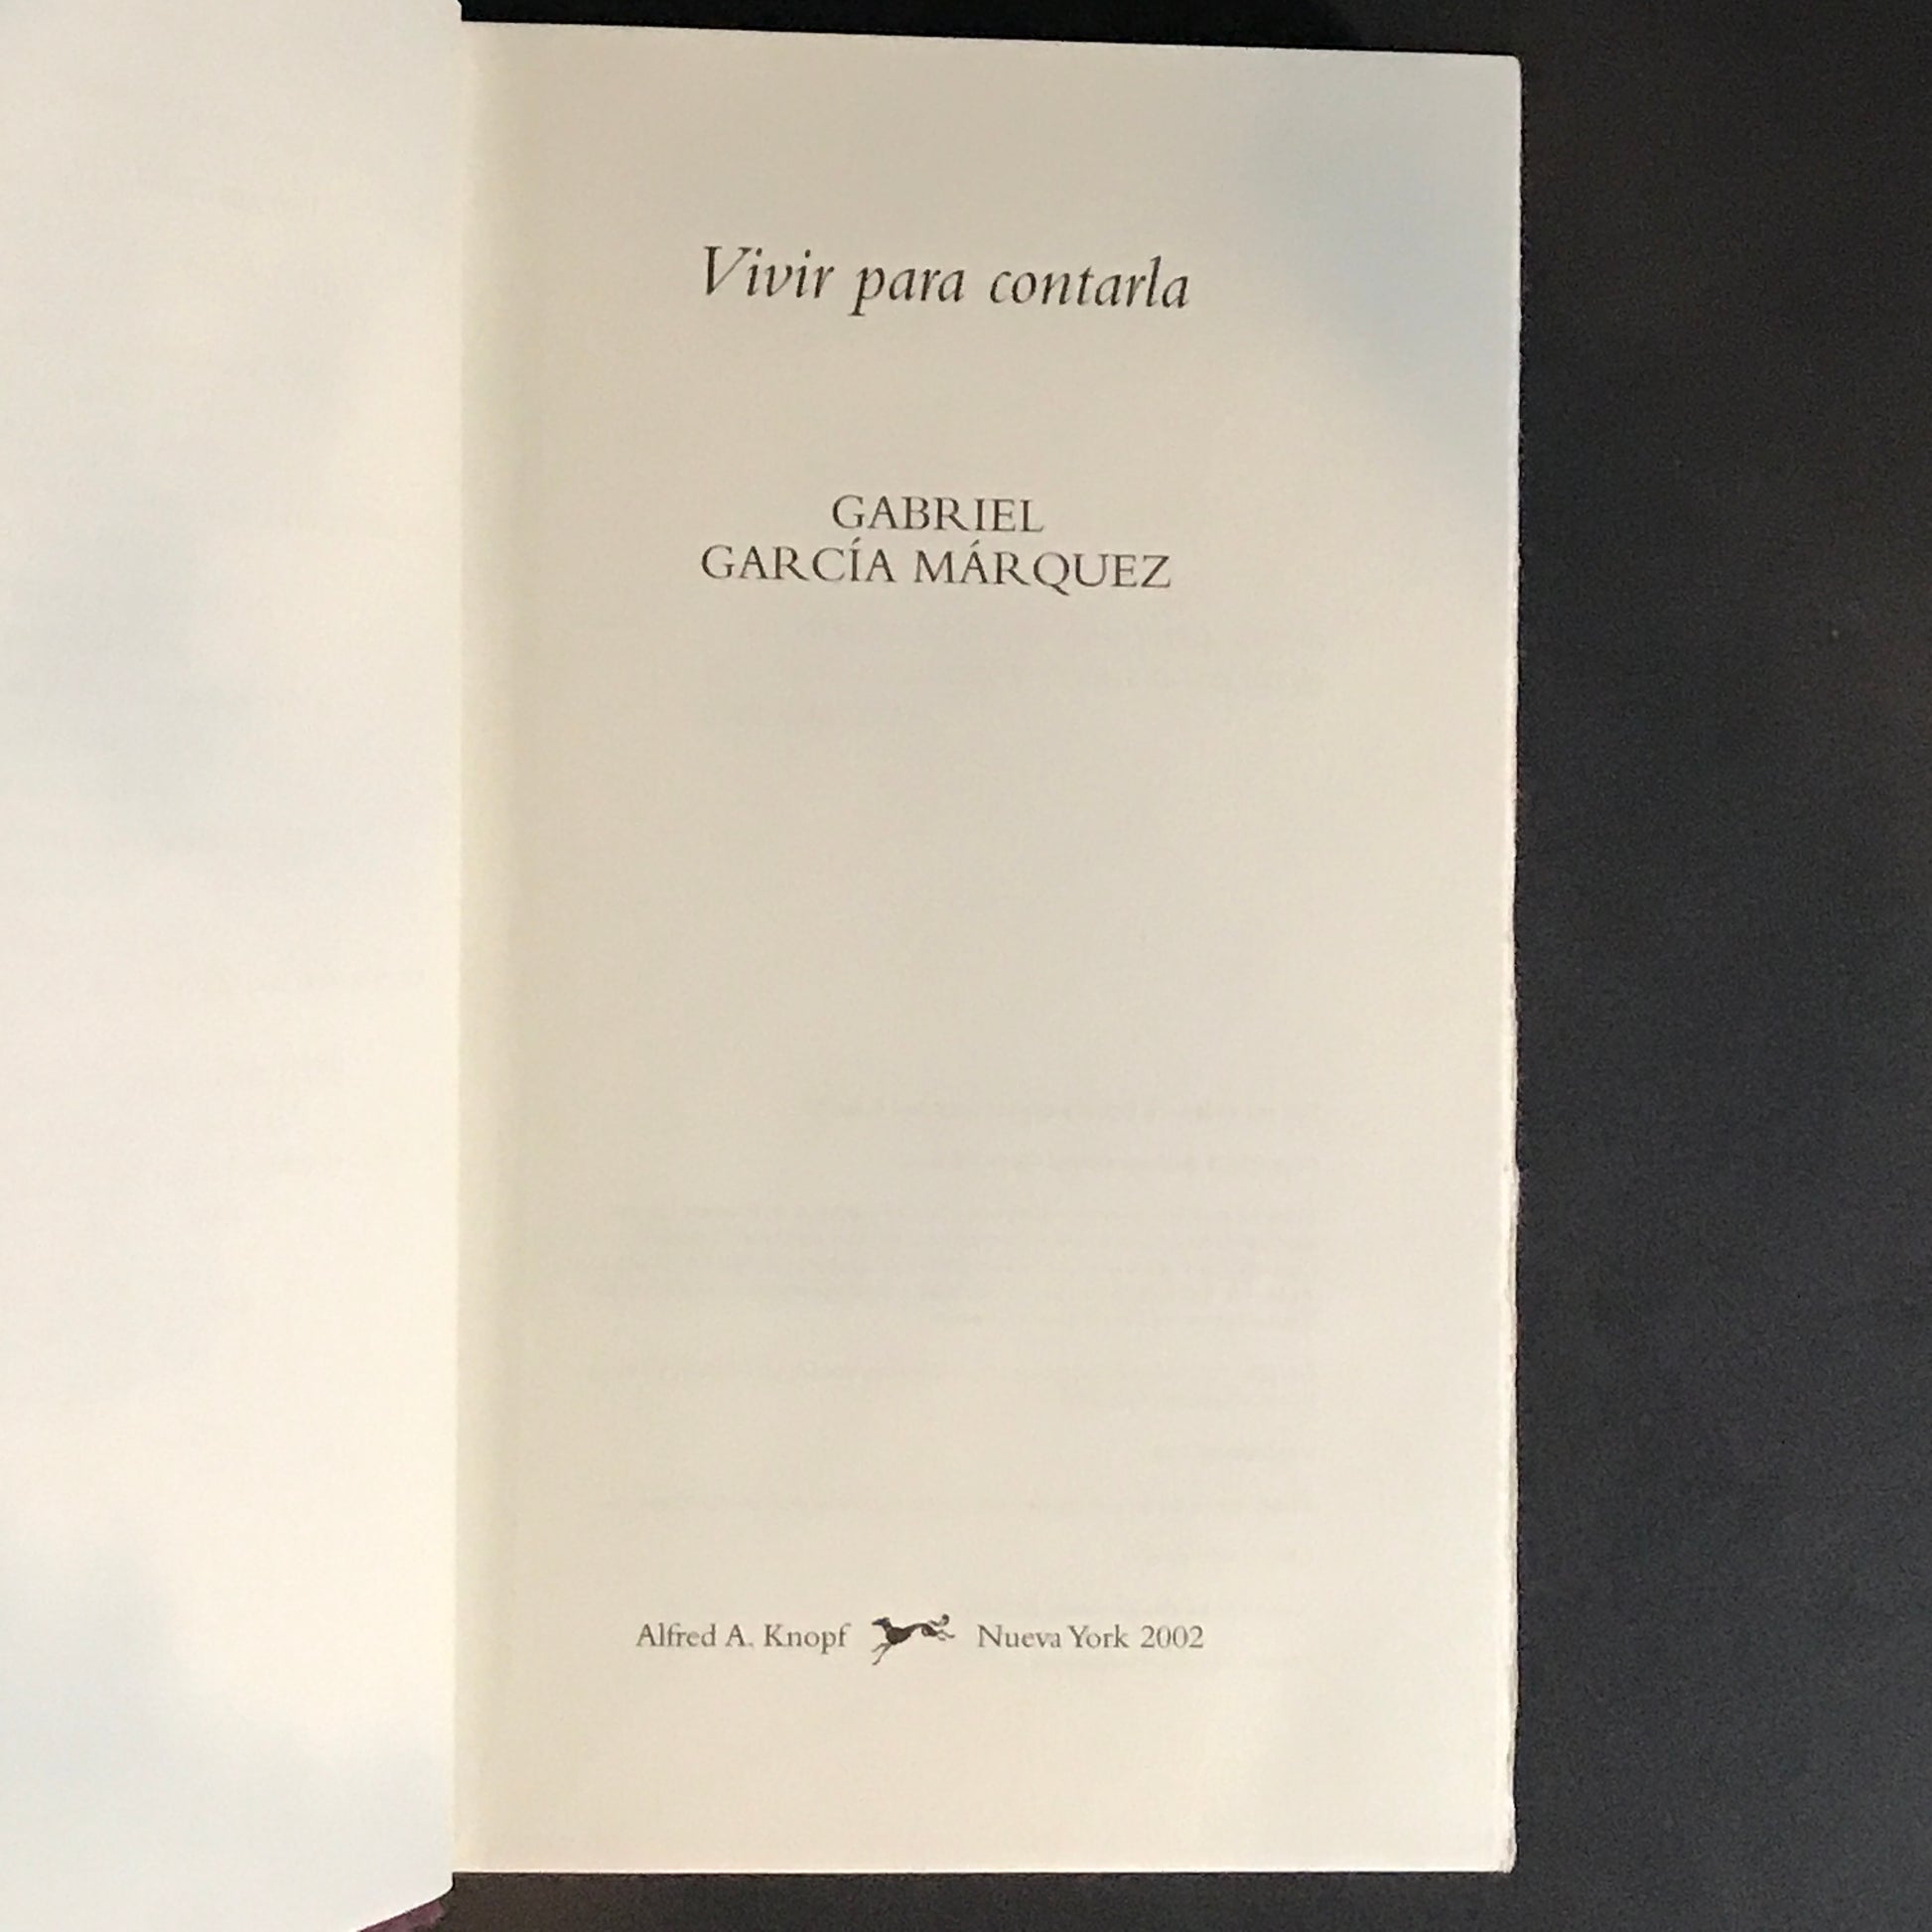 Vivir para contarla
GABRIEL
GARCÍA MÁRQUEZ
Alfred A. Knopf Nueva York 2002